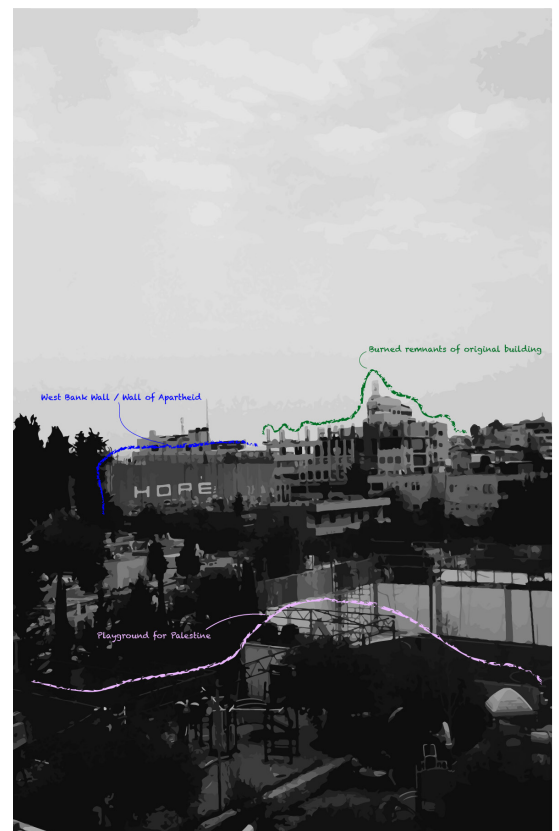 Burned remnants of original building
West Bank Wall / Wall of Apartheid
HOPE
Playground for Palestine